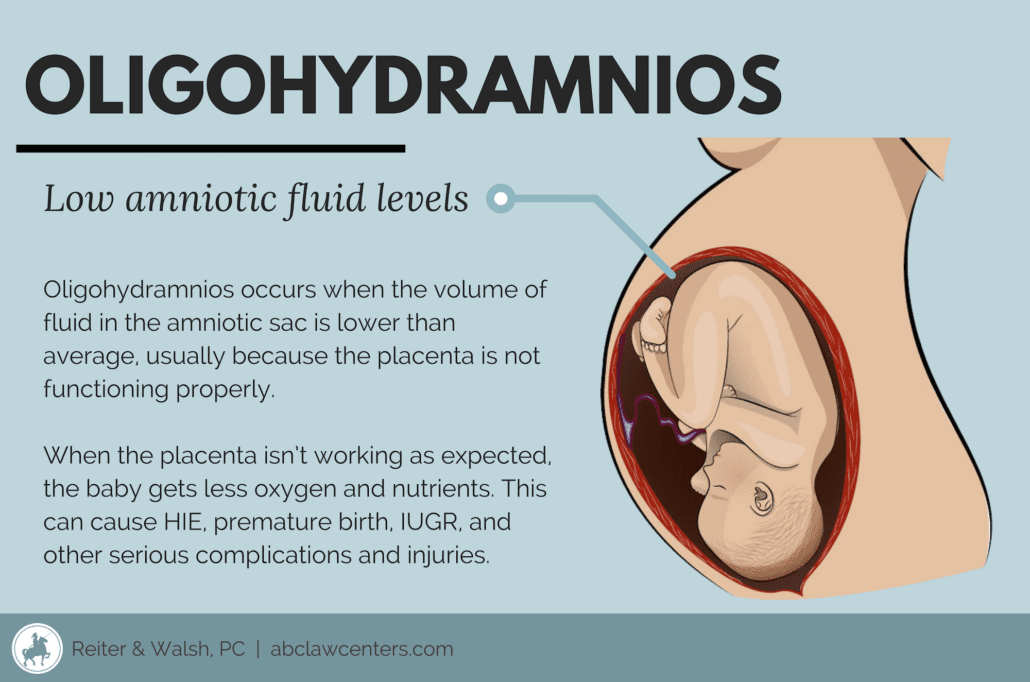 OLIGOHYDRAMNIOS
Low amniotic fluid levels
Oligohydramnios occurs when the volume of
fluid in the amniotic sac is lower than
average, usually because the placenta is not
functioning properly.
When the placenta isn't working as expected,
the baby gets less oxygen and nutrients. This
can cause HIE, premature birth, IUGR, and
other serious complications and injuries.
Reiter & Walsh, PC | abclawcenters.com